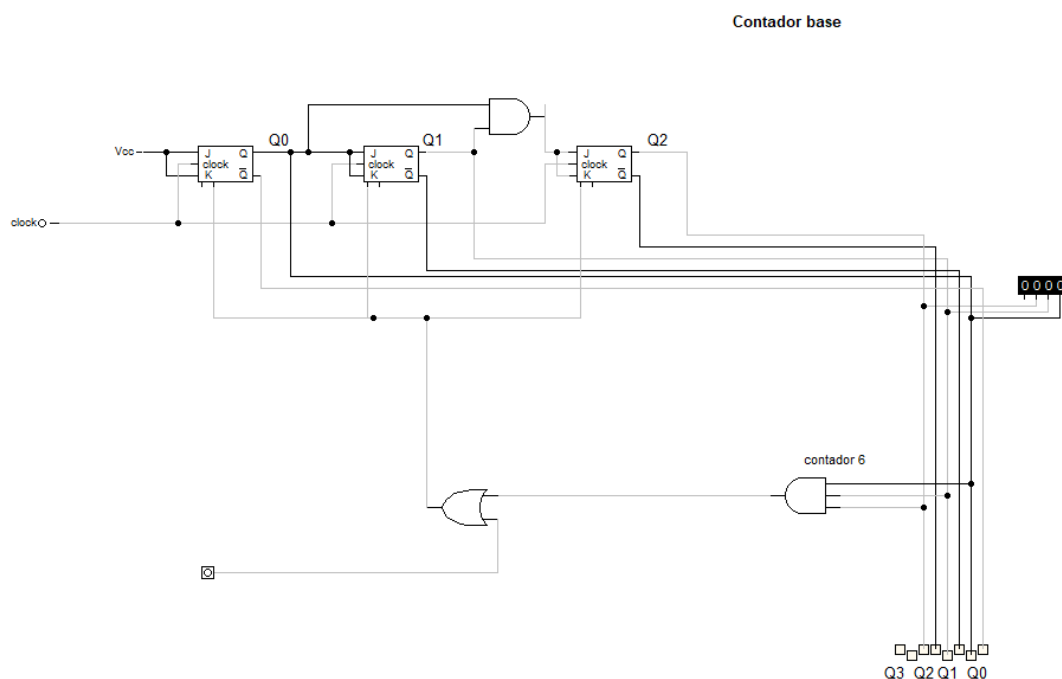 Contador base
Vcc
J Q
clock
K Q
Q0
J Q
clock
K Q
Q1
J Q
clock
K Q
Q2
clock
0 0 0 0
contador 6
Q3 Q2 Q1 Q0